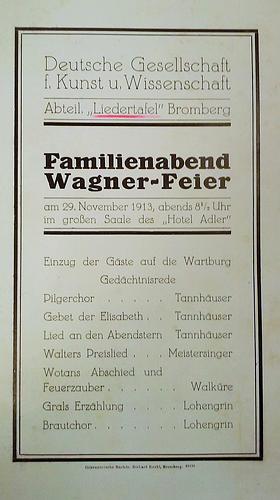 Deutsche Gesellschaft
f. Kunst u. Wissenschaft
Abteil. „Liedertafel" Bromberg
Familienabend
Wagner-Feier
am 29. November 1913, abends 8½ Uhr
im großen Saale des „Hotel Adler"
Einzug der Gäste auf die Wartburg
Gedächtnisrede
Pilgerchor . . . . . Tannhäuser
Gebet der Elisabeth . . Tannhäuser
Lied an den Abendstern Tannhäuser
Walters Preislied . . . Meistersinger
Wotans Abschied und
Feuerzauber . . . . . . Walküre
Grals Erzählung . . . . Lohengrin
Brautchor . . . . . . . Lohengrin